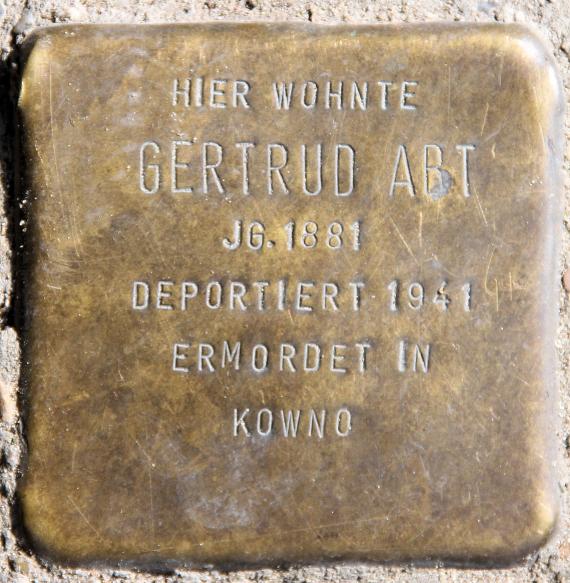 HIER WOHNTE
GERTRUD ABT
JG. 1881
DEPORTIERT 1941
ERMORDET IN
KOWNO